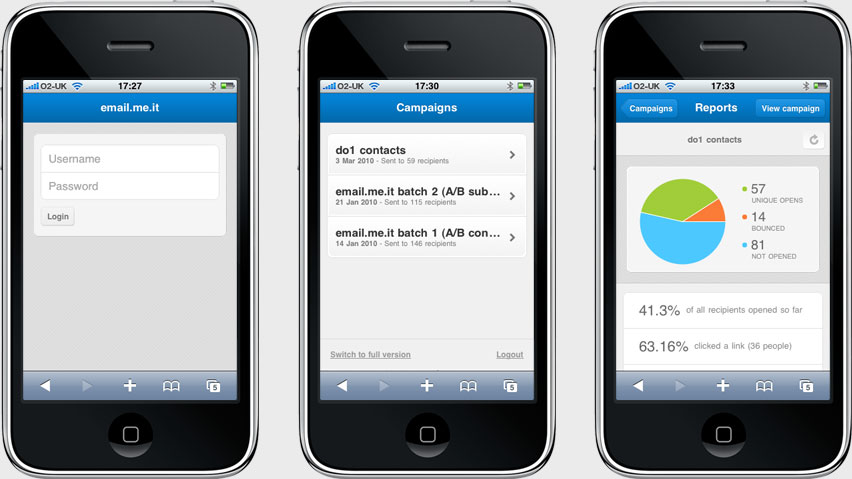 O2-UK 17:27
email.me.it
Username
Password
Login
5
O2-UK 17:30
Campaigns
do1 contacts
3 Mar 2010 - Sent to 59 recipients
email.me.it batch 2 (A/B sub...
21 Jan 2010 - Sent to 115 recipients
email.me.it batch 1 (A/B con...
14 Jan 2010 - Sent to 146 recipients
Switch to full version Logout
5
O2-UK 17:33
Campaigns Reports View campaign
do1 contacts
57
UNIQUE OPENS
14
BOUNCED
81
NOT OPENED
41.3% of all recipients opened so far
63.16% clicked a link (36 people)
5